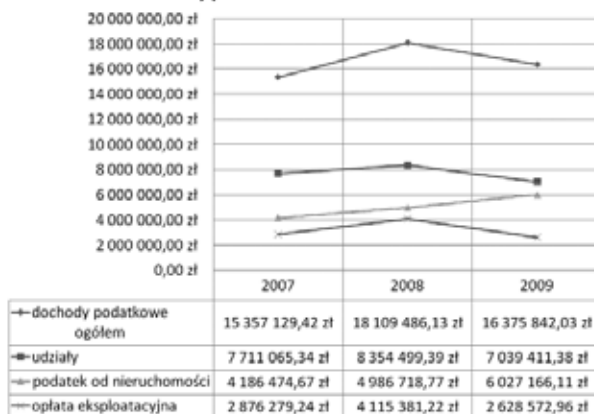 20 000 000,00 zł
18 000 000,00 zł
16 000 000,00 zł
14 000 000,00 zł
12 000 000,00 zł
10 000 000,00 zł
8 000 000,00 zł
6 000 000,00 zł
4 000 000,00 zł
2 000 000,00 zł
0,00 zł
2007 2008 2009
dochody podatkowe
ogółem 15 357 129,42 zł 18 109 486,13 zł 16 375 842,03 zł
udziały 7 711 065,34 zł 8 354 499,39 zł 7 039 411,38 zł
podatek od nieruchomości 4 186 474,67 zł 4 986 718,77 zł 6 027 166,11 zł
opłata eksploatacyjna 2 876 279,24 zł 4 115 381,22 zł 2 628 572,96 zł